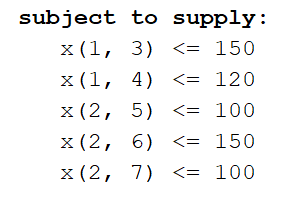 subject to supply:
x(1, 3) <= 150
x(1, 4) <= 120
x(2, 5) <= 100
x(2, 6) <= 150
x(2, 7) <= 100